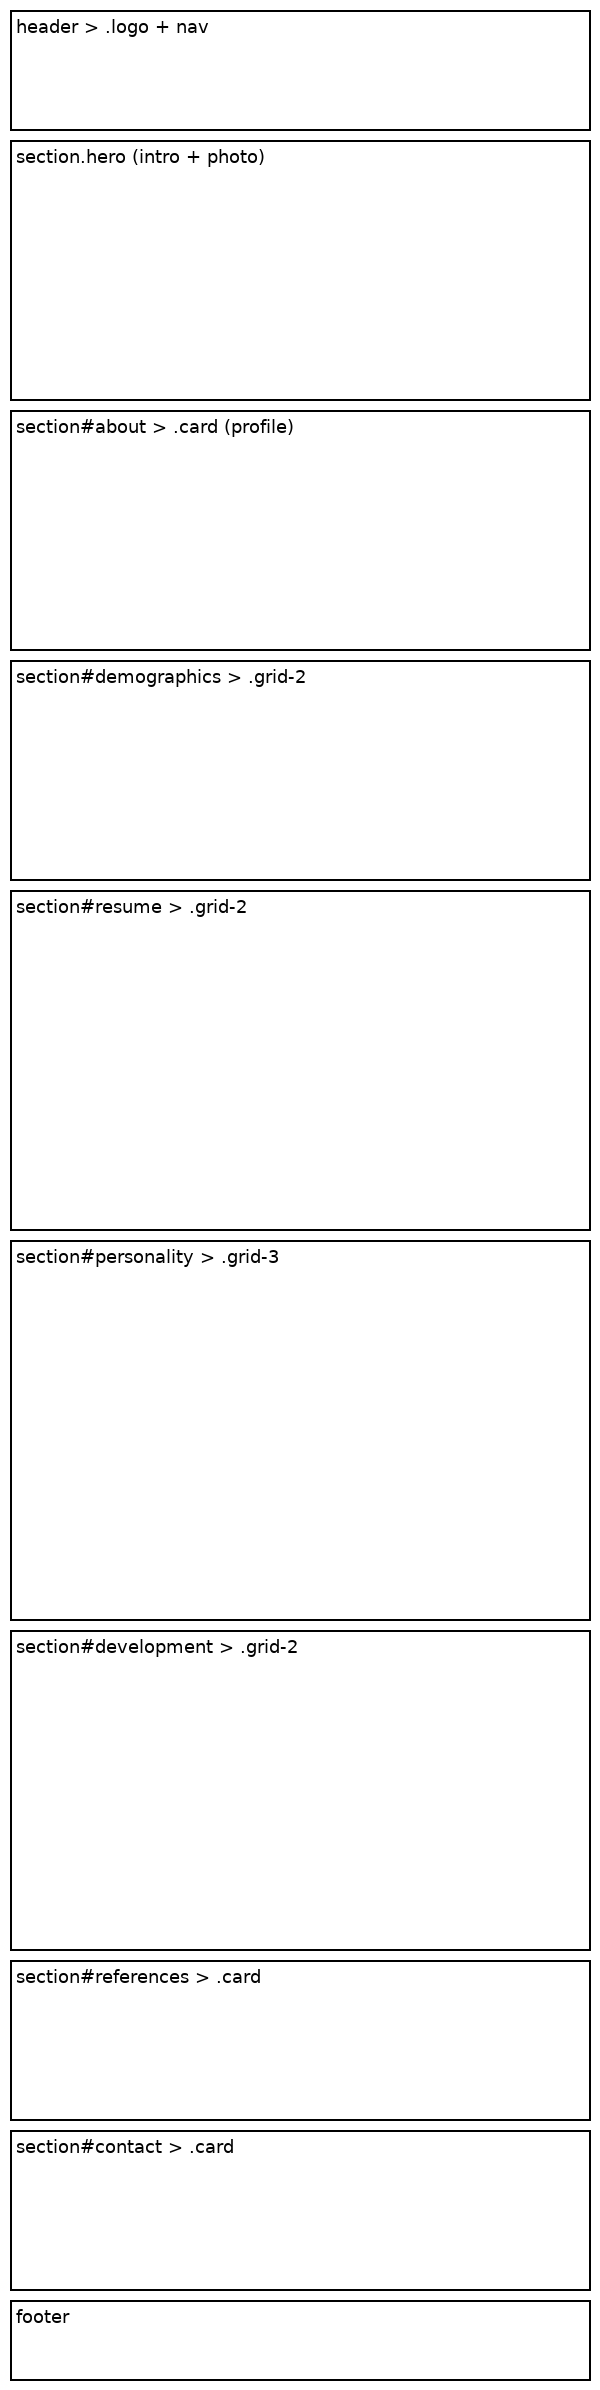 header > .logo + nav
section.hero (intro + photo)
section#about > .card (profile)
section#demographics > .grid-2
section#resume > .grid-2
section#personality > .grid-3
section#development > .grid-2
section#references > .card
section#contact > .card
footer